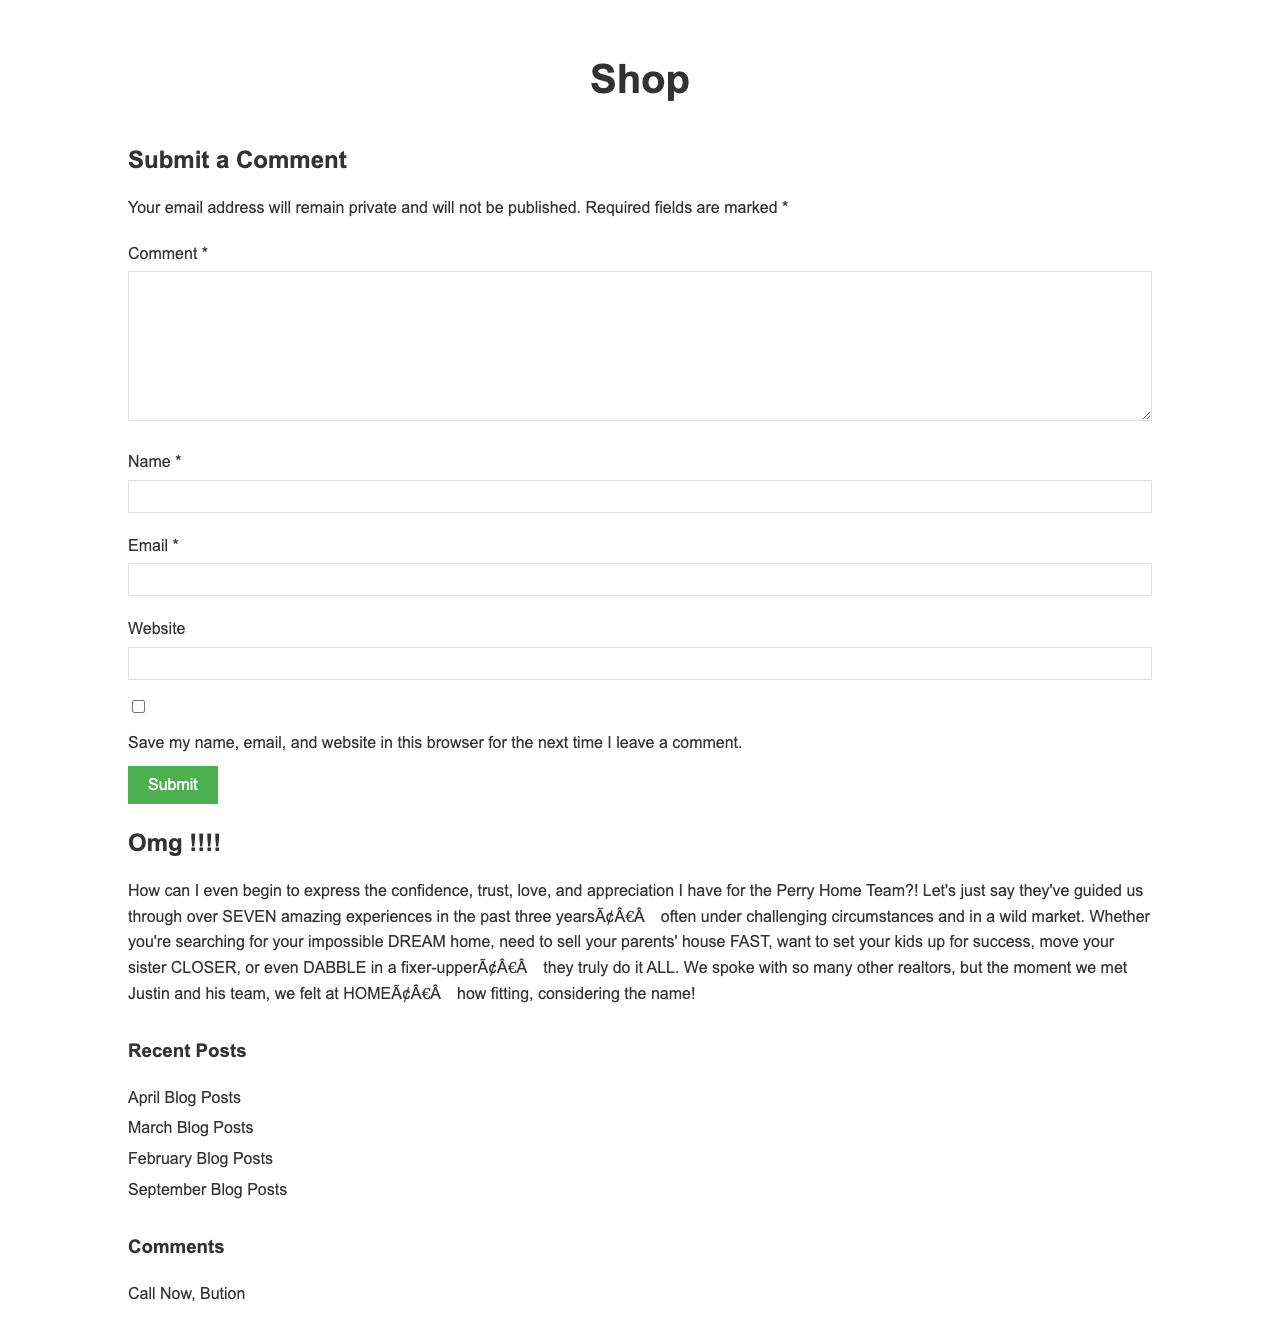 Shop
Submit a Comment
Your email address will remain private and will not be published. Required fields are marked *
Comment *
Name *
Email *
Website
Save my name, email, and website in this browser for the next time I leave a comment.
Submit
Omg !!!!
How can I even begin to express the confidence, trust, love, and appreciation I have for the Perry Home Team?! Let's just say they've guided us
through over SEVEN amazing experiences in the past three yearsÃ¢Â€Â often under challenging circumstances and in a wild market. Whether
you're searching for your impossible DREAM home, need to sell your parents' house FAST, want to set your kids up for success, move your
sister CLOSER, or even DABBLE in a fixer-upperÃ¢Â€Â they truly do it ALL. We spoke with so many other realtors, but the moment we met
Justin and his team, we felt at HOMEÃ¢Â€Â how fitting, considering the name!
Recent Posts
April Blog Posts
March Blog Posts
February Blog Posts
September Blog Posts
Comments
Call Now, Bution